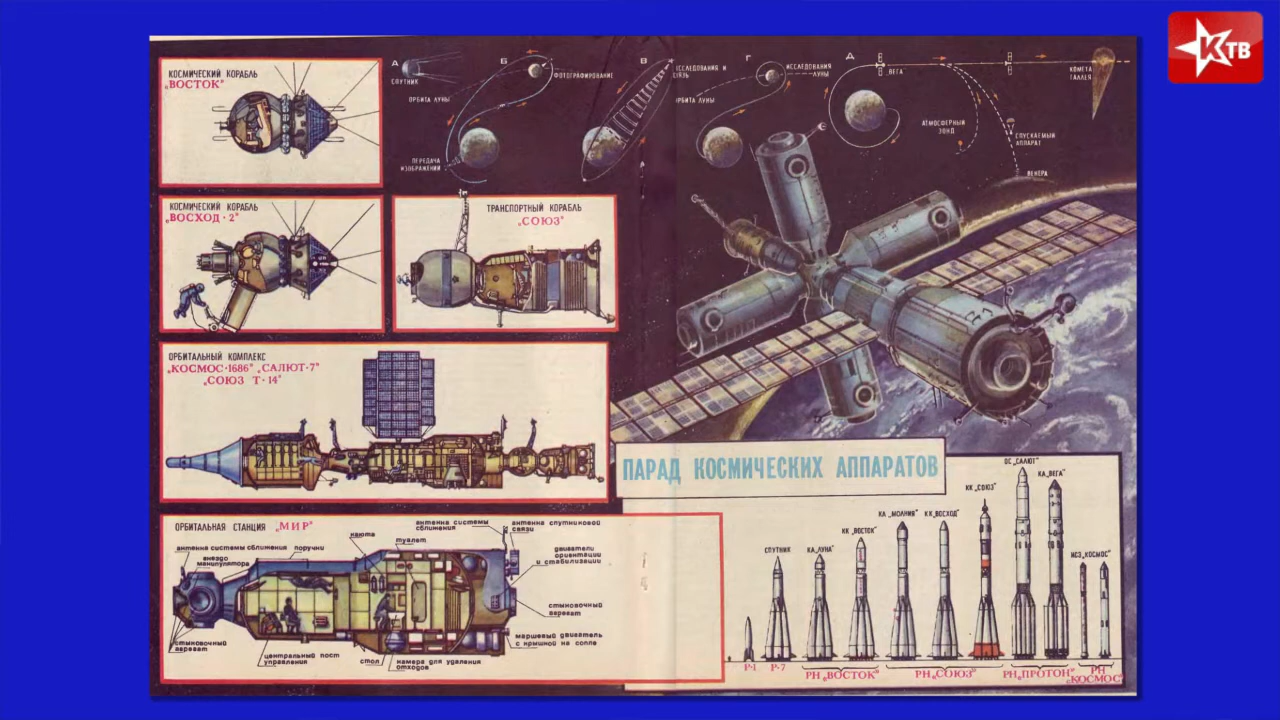 КТВ
КОСМИЧЕСКИЙ КОРАБЛЬ
„ВОСТОК"
А
СПУТНИК
ОРБИТА ЛУНЫ
ПЕРЕДАЧА
ИЗОБРАЖЕНИЙ
Б
ФОТОГРАФИРОВАНИЕ
В
ССЛЕДОВАНИЯ И
СВЯЗЬ
ОРБИТА ЛУНЫ
Г
ИССЛЕДОВАНИЯ
ЛУНЫ
Д
„ВЕГА"
АТМОСФЕРНЫЙ
ЗОНД
СПУСКАЕМЫЙ
АППАРАТ
ВЕНЕРА
КОМЕТА
ГАЛЛЕЯ
КОСМИЧЕСКИЙ КОРАБЛЬ
„ВОСХОД-2"
ТРАНСПОРТНЫЙ КОРАБЛЬ
„СОЮЗ"
ОРБИТАЛЬНЫЙ КОМПЛЕКС
„КОСМОС-1686" „САЛЮТ-7"
„СОЮЗ Т-14"
ПАРАД КОСМИЧЕСКИХ АППАРАТОВ
ОРБИТАЛЬНАЯ СТАНЦИЯ „МИР"
антенна системы сближения
гнездо
манипулятора
поручни
каюта
туалет
антенна системы
сближения
антенна спутниковой
связи
двигатели
ориентации
и стабилизации
стыковочный
агрегат
маршевый двигатель
с крышкой на сопле
стыковочный
агрегат
центральный пост
управления
стол
камера для удаления
отходов
СПУТНИК
КА „ЛУНА"
КК „ВОСТОК"
КА „МОЛНИЯ"
КК „ВОСХОД"
КК „СОЮЗ"
ОС „САЛЮТ"
КА „ВЕГА"
ИСЗ „КОСМОС"
Р-1
Р-7
РН „ВОСТОК"
РН „СОЮЗ"
РН „ПРОТОН"
РН
„КОСМОС"